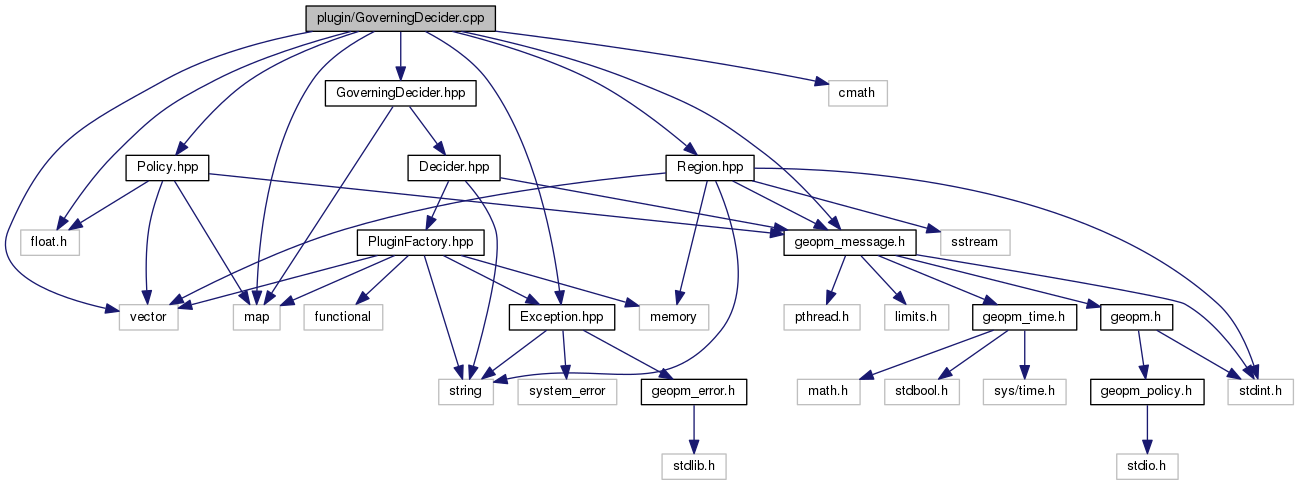 plugin/GoverningDecider.cpp
GoverningDecider.hpp
cmath
Policy.hpp
Decider.hpp
Region.hpp
float.h
PluginFactory.hpp
geopm_message.h
sstream
vector
map
functional
Exception.hpp
memory
pthread.h
limits.h
geopm_time.h
geopm.h
string
system_error
geopm_error.h
math.h
stdbool.h
sys/time.h
geopm_policy.h
stdint.h
stdlib.h
stdio.h